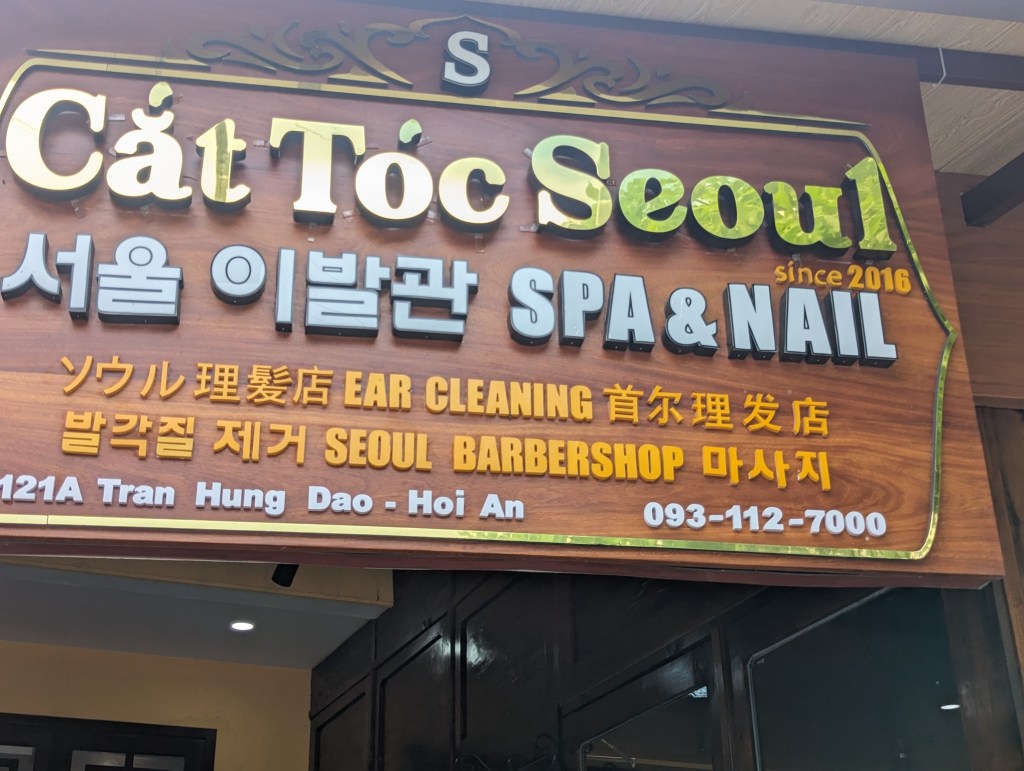 S
Cắt Tóc Seoul
since 2016
서울 이발관 SPA & NAIL
ソウル 理髪店 EAR CLEANING 首尔理发店
발각질 제거 SEOUL BARBERSHOP 마사지
121A Tran Hung Dao - Hoi An 093-112-7000